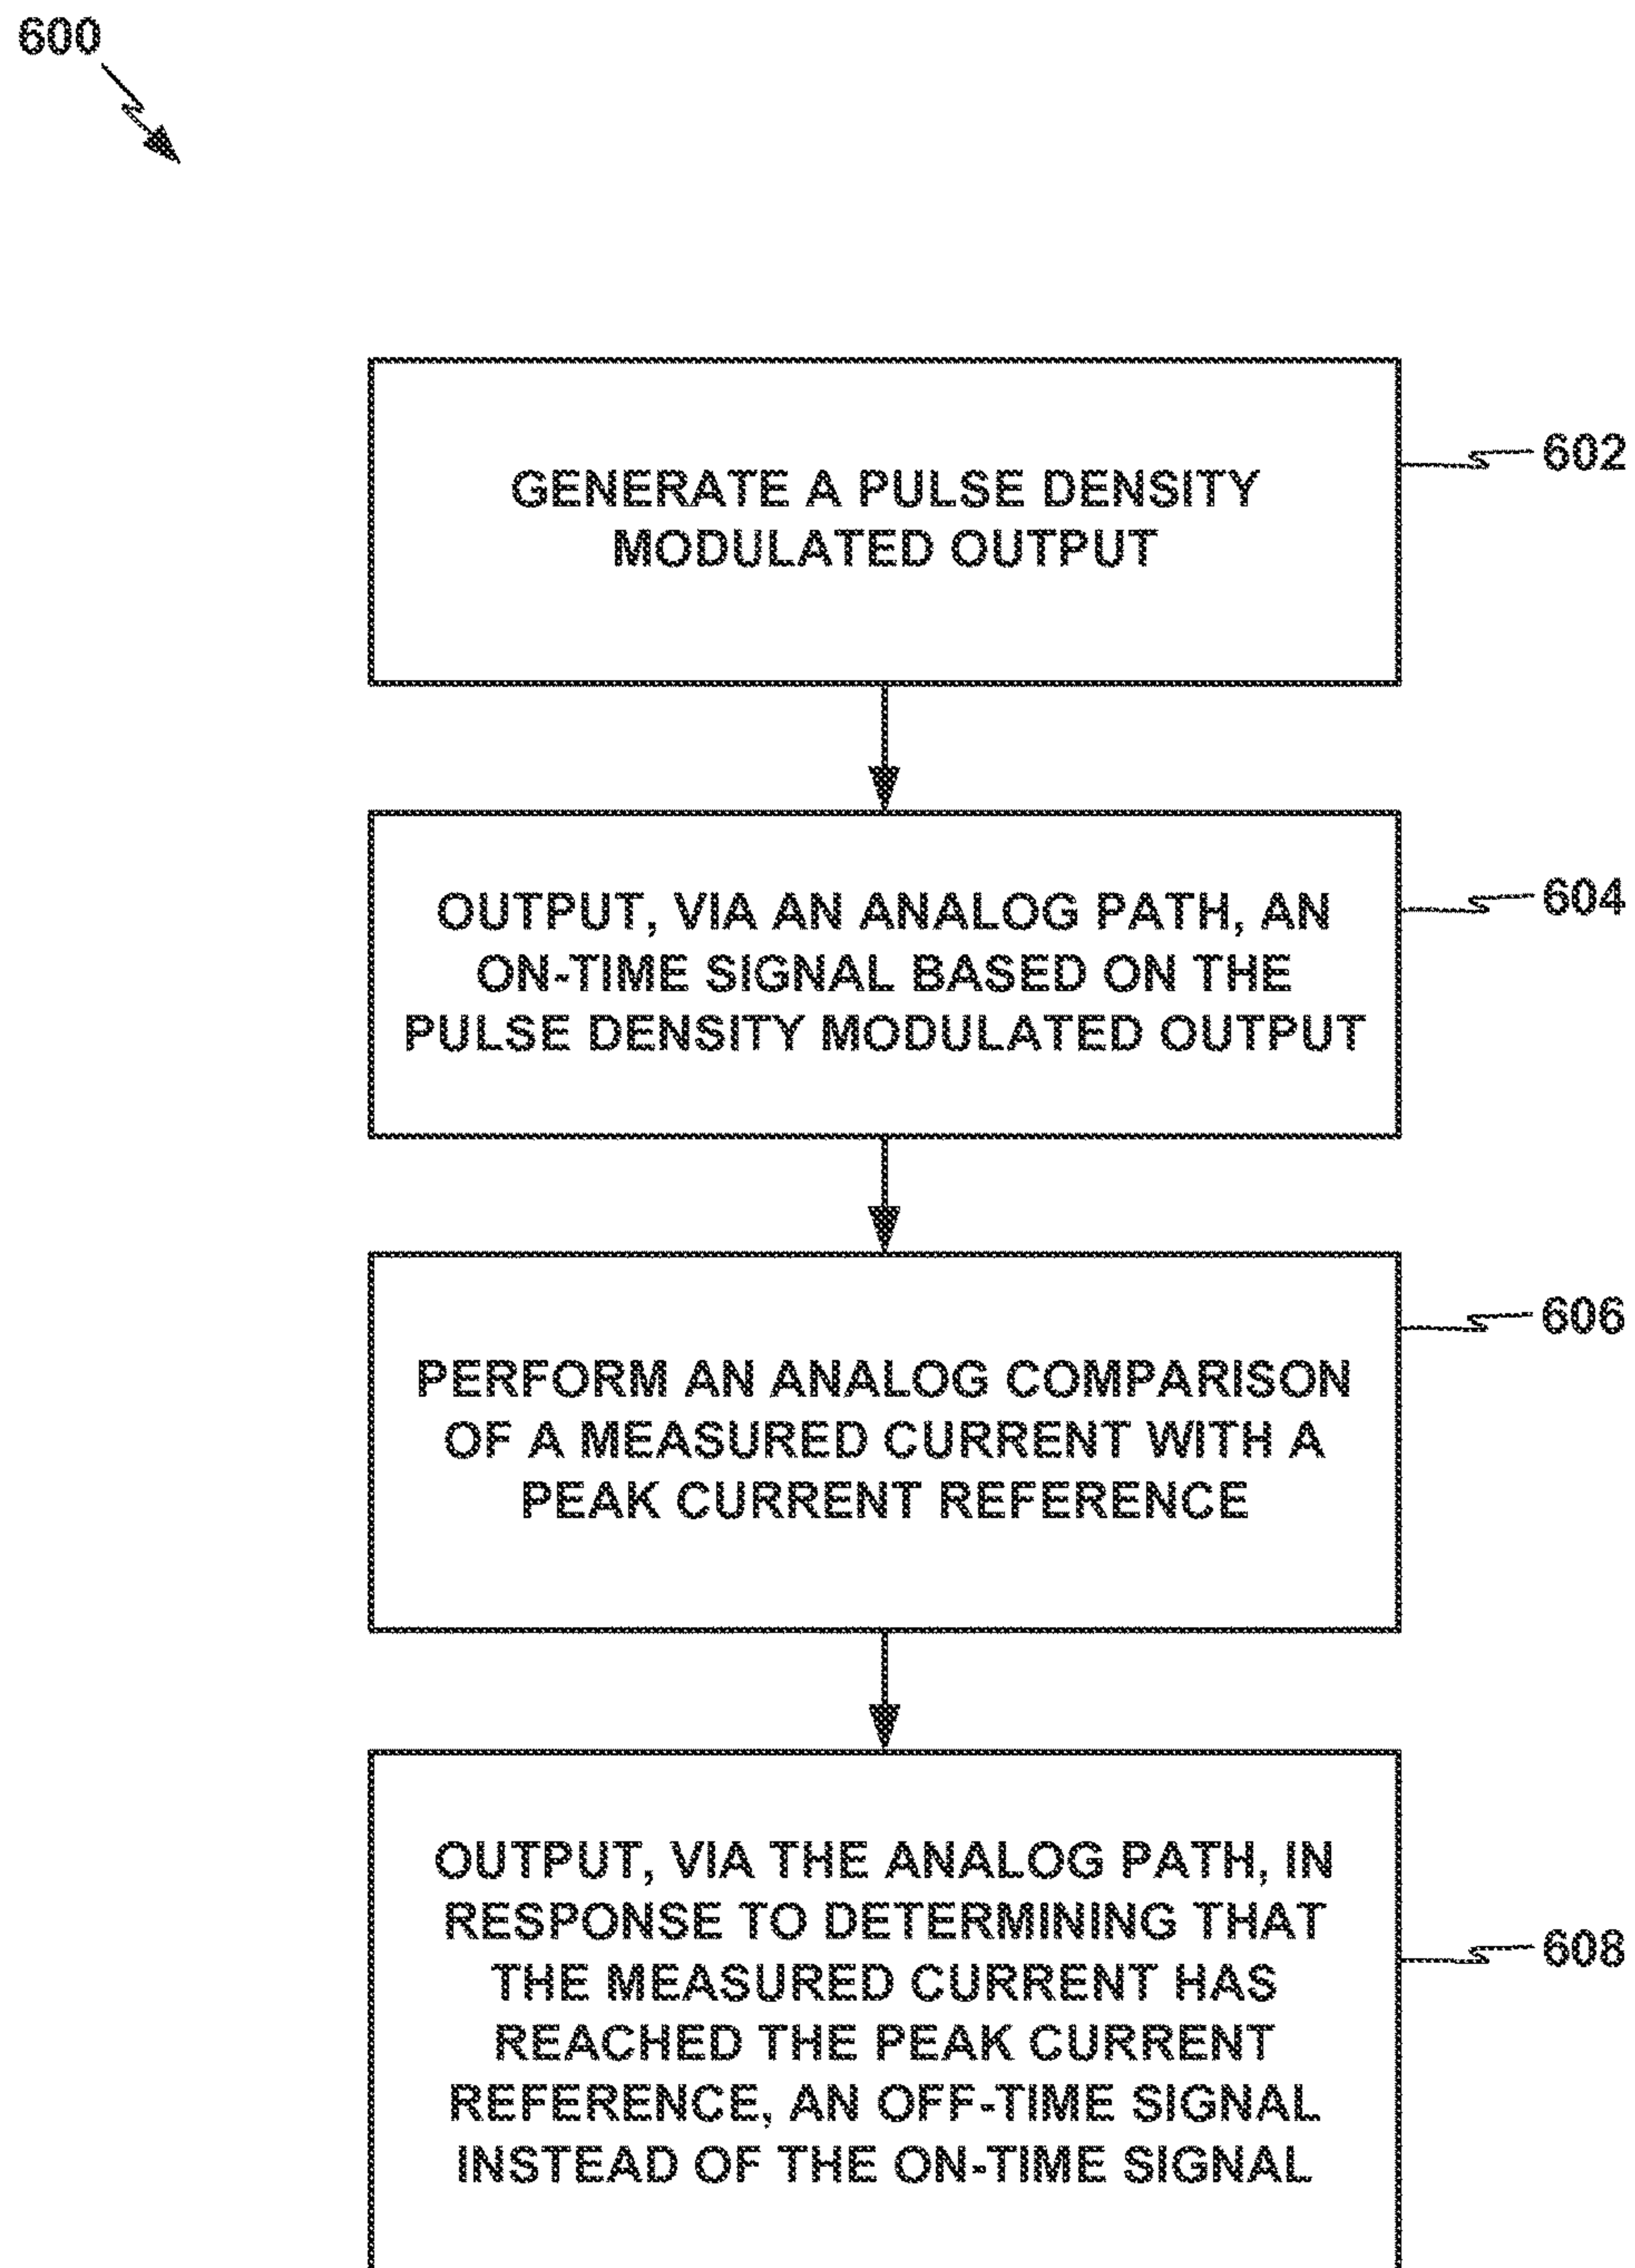 600
GENERATE A PULSE DENSITY
MODULATED OUTPUT
602
OUTPUT, VIA AN ANALOG PATH, AN
ON-TIME SIGNAL BASED ON THE
PULSE DENSITY MODULATED OUTPUT
604
PERFORM AN ANALOG COMPARISON
OF A MEASURED CURRENT WITH A
PEAK CURRENT REFERENCE
606
OUTPUT, VIA THE ANALOG PATH, IN
RESPONSE TO DETERMINING THAT
THE MEASURED CURRENT HAS
REACHED THE PEAK CURRENT
REFERENCE, AN OFF-TIME SIGNAL
INSTEAD OF THE ON-TIME SIGNAL
608